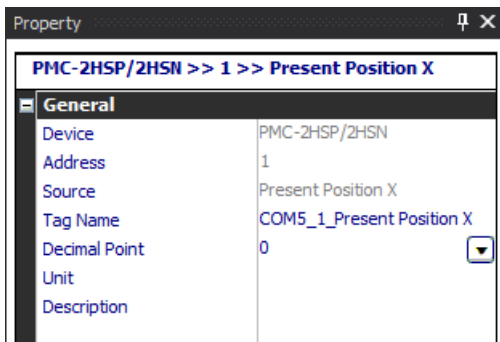 Property
PMC-2HSP/2HSN >> 1 >> Present Position X
General
Device PMC-2HSP/2HSN
Address 1
Source Present Position X
Tag Name COM5_1_Present Position X
Decimal Point 0
Unit
Description